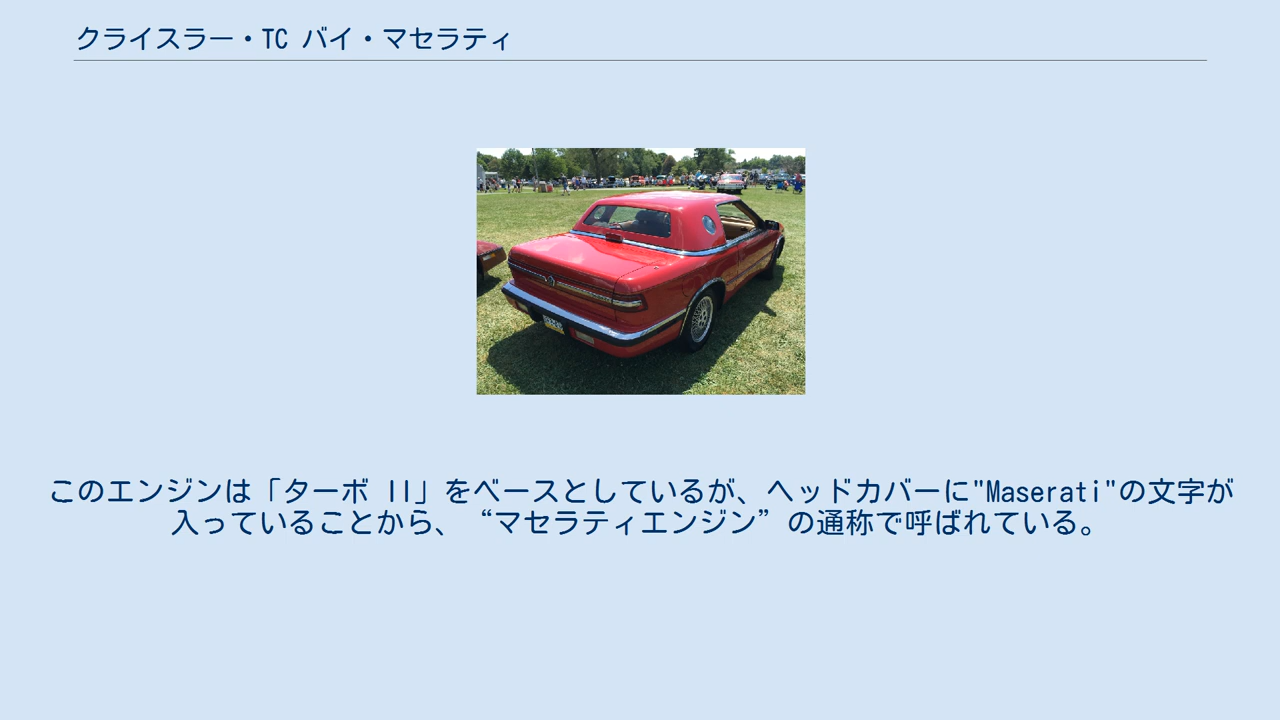 クライスラー・TC バイ・マセラティ
このエンジンは「ターボ II」をベースとしているが、ヘッドカバーに"Maserati"の文字が
入っていることから、“マセラティエンジン”の通称で呼ばれている。